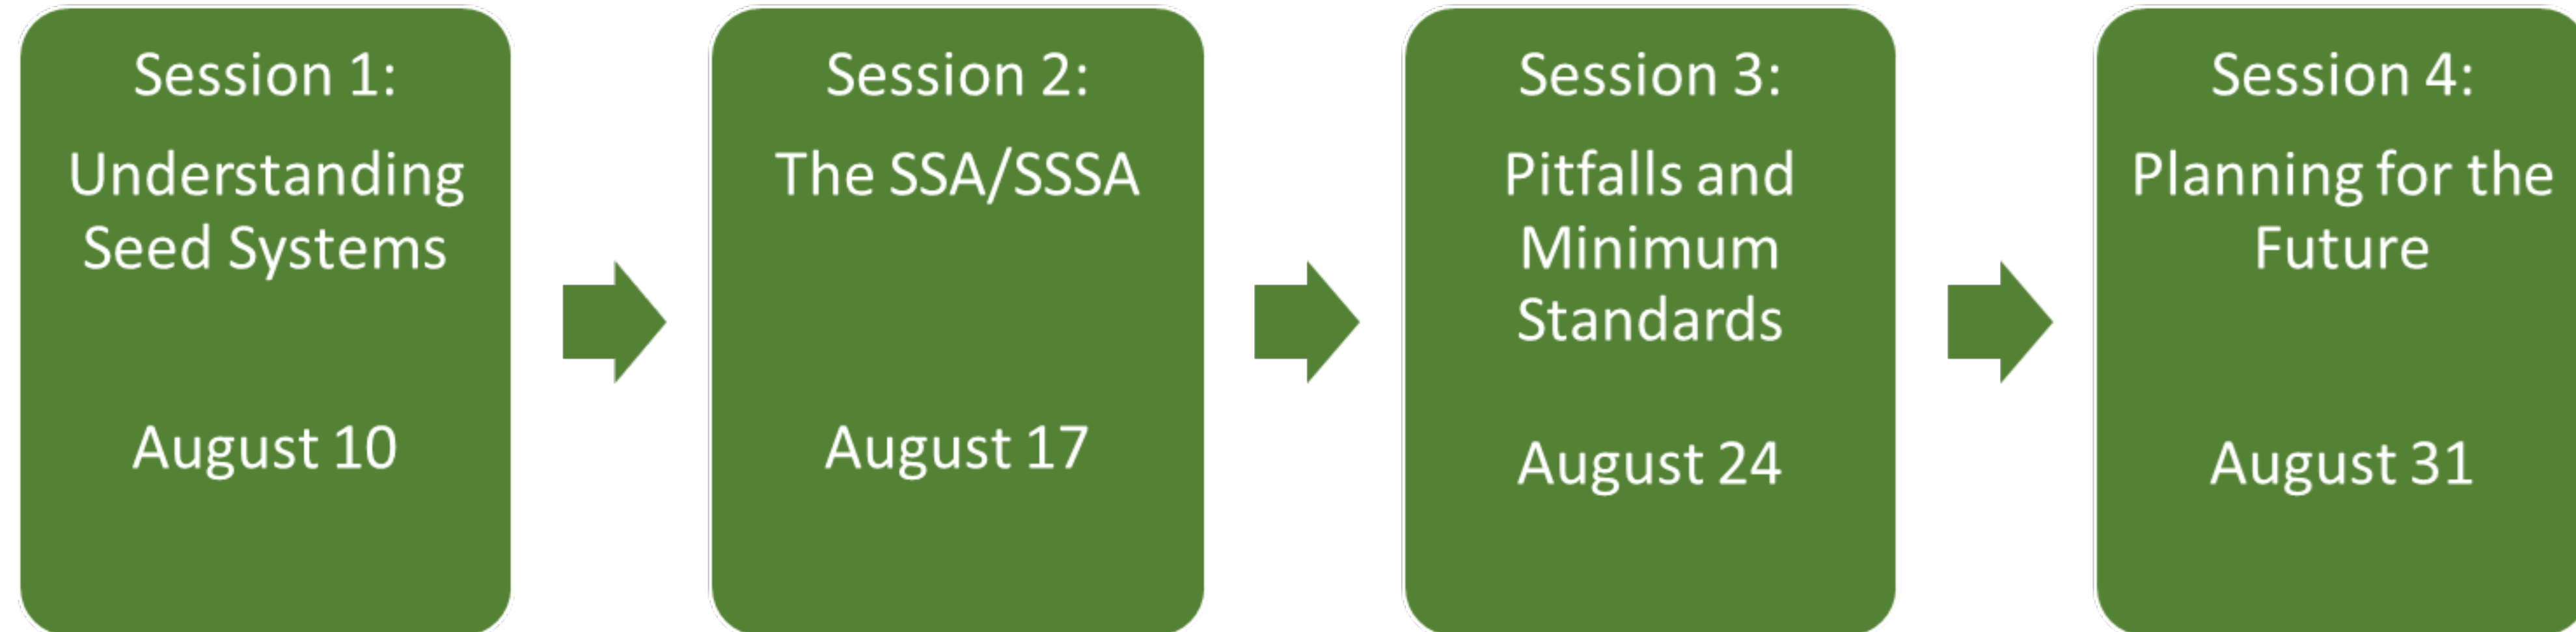 Session 1:
Understanding
Seed Systems
August 10
Session 2:
The SSA/SSSA
August 17
Session 3:
Pitfalls and
Minimum
Standards
August 24
Session 4:
Planning for the
Future
August 31